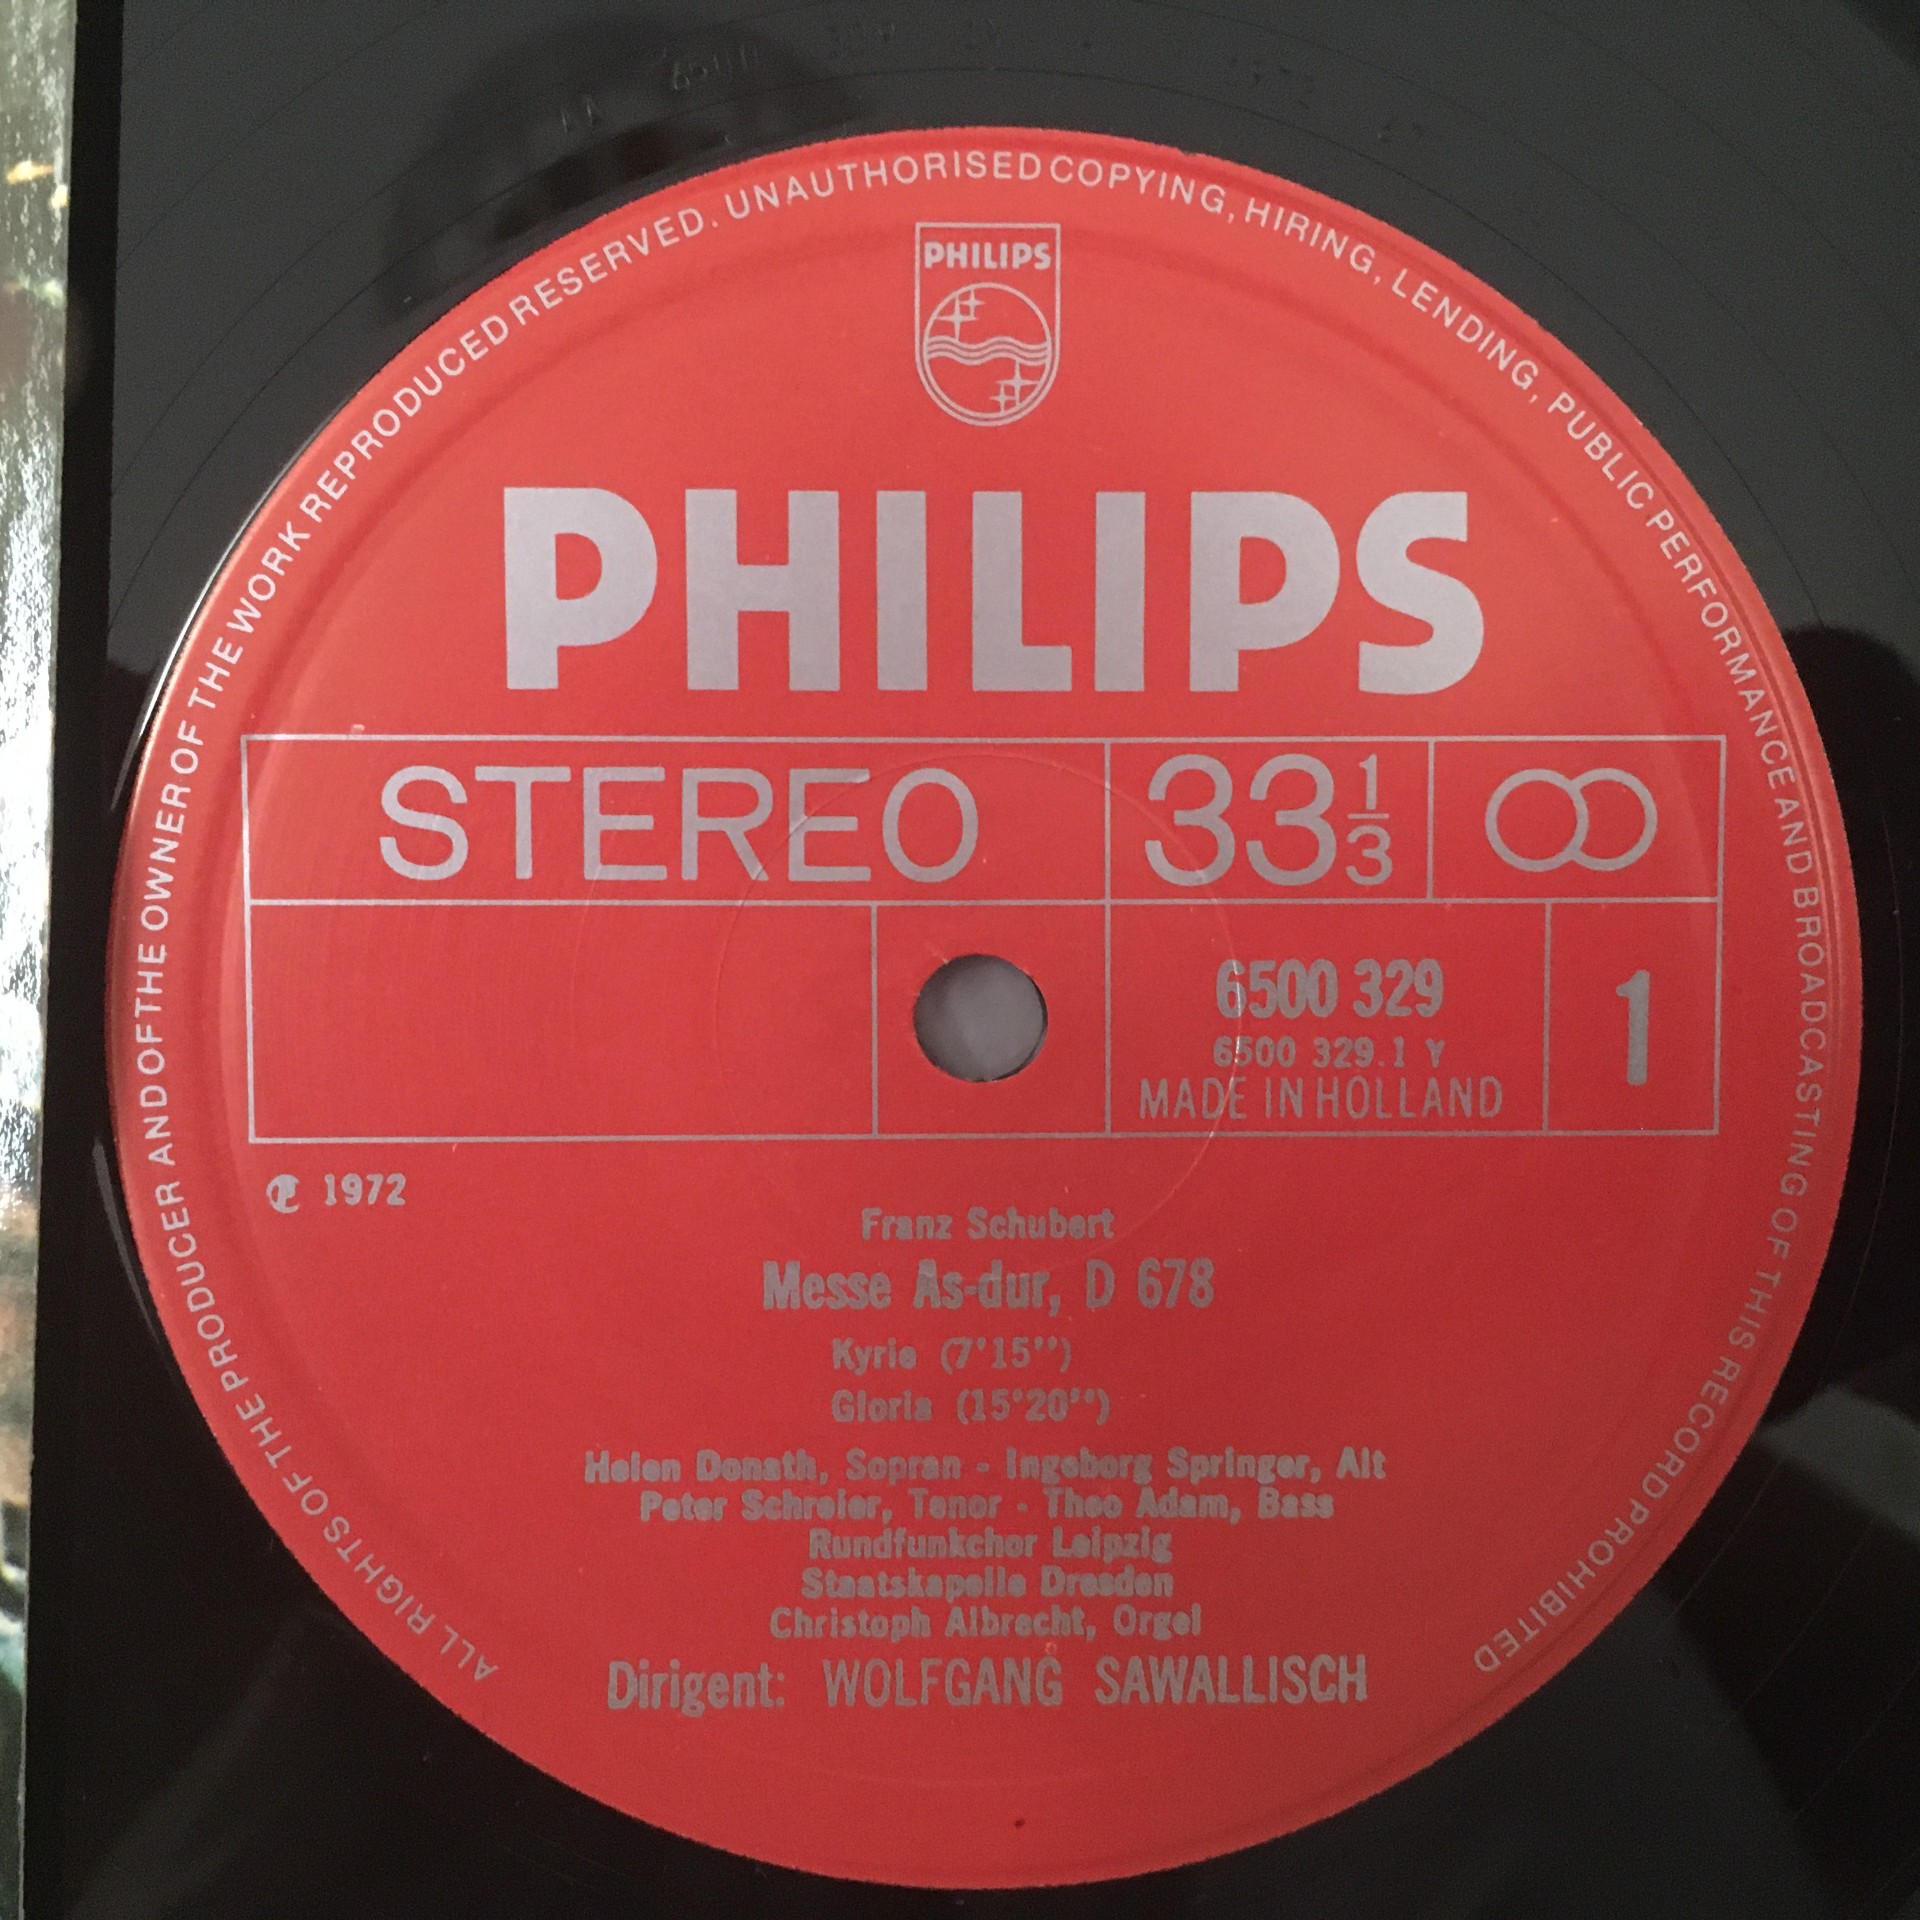 ALL RIGHTS OF THE PRODUCER AND OF THE OWNER OF THE WORK REPRODUCED RESERVED. UNAUTHORISED COPYING, HIRING, LENDING, PUBLIC PERFORMANCE AND BROADCASTING OF THIS RECORD PROHIBITED
PHILIPS
PHILIPS
STEREO 33 1/3
6500 329
6500 329.1 Y
MADE IN HOLLAND
1
℗ 1972
Franz Schubert
Messe As-dur, D 678
Kyrie (7'15'')
Gloria (15'20'')
Helen Donath, Sopran - Ingeborg Springer, Alt
Peter Schreier, Tenor - Theo Adam, Bass
Rundfunkchor Leipzig
Staatskapelle Dresden
Christoph Albrecht, Orgel
Dirigent: WOLFGANG SAWALLISCH